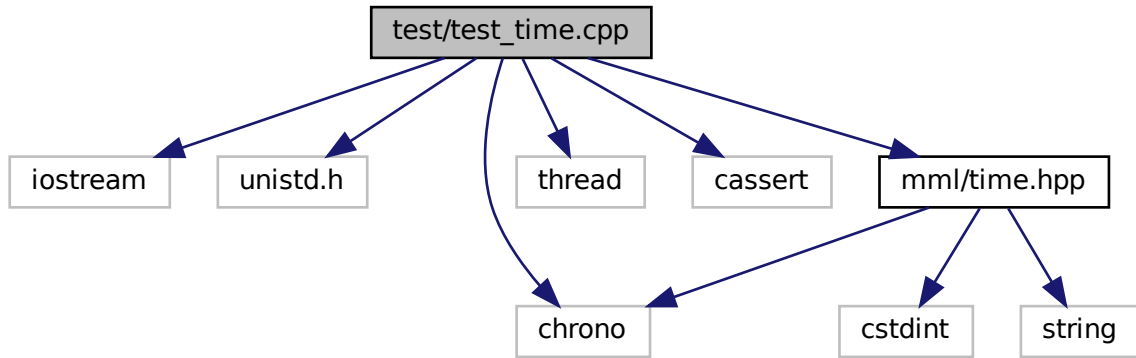 test/test_time.cpp
iostream
unistd.h
thread
cassert
mml/time.hpp
chrono
cstdint
string